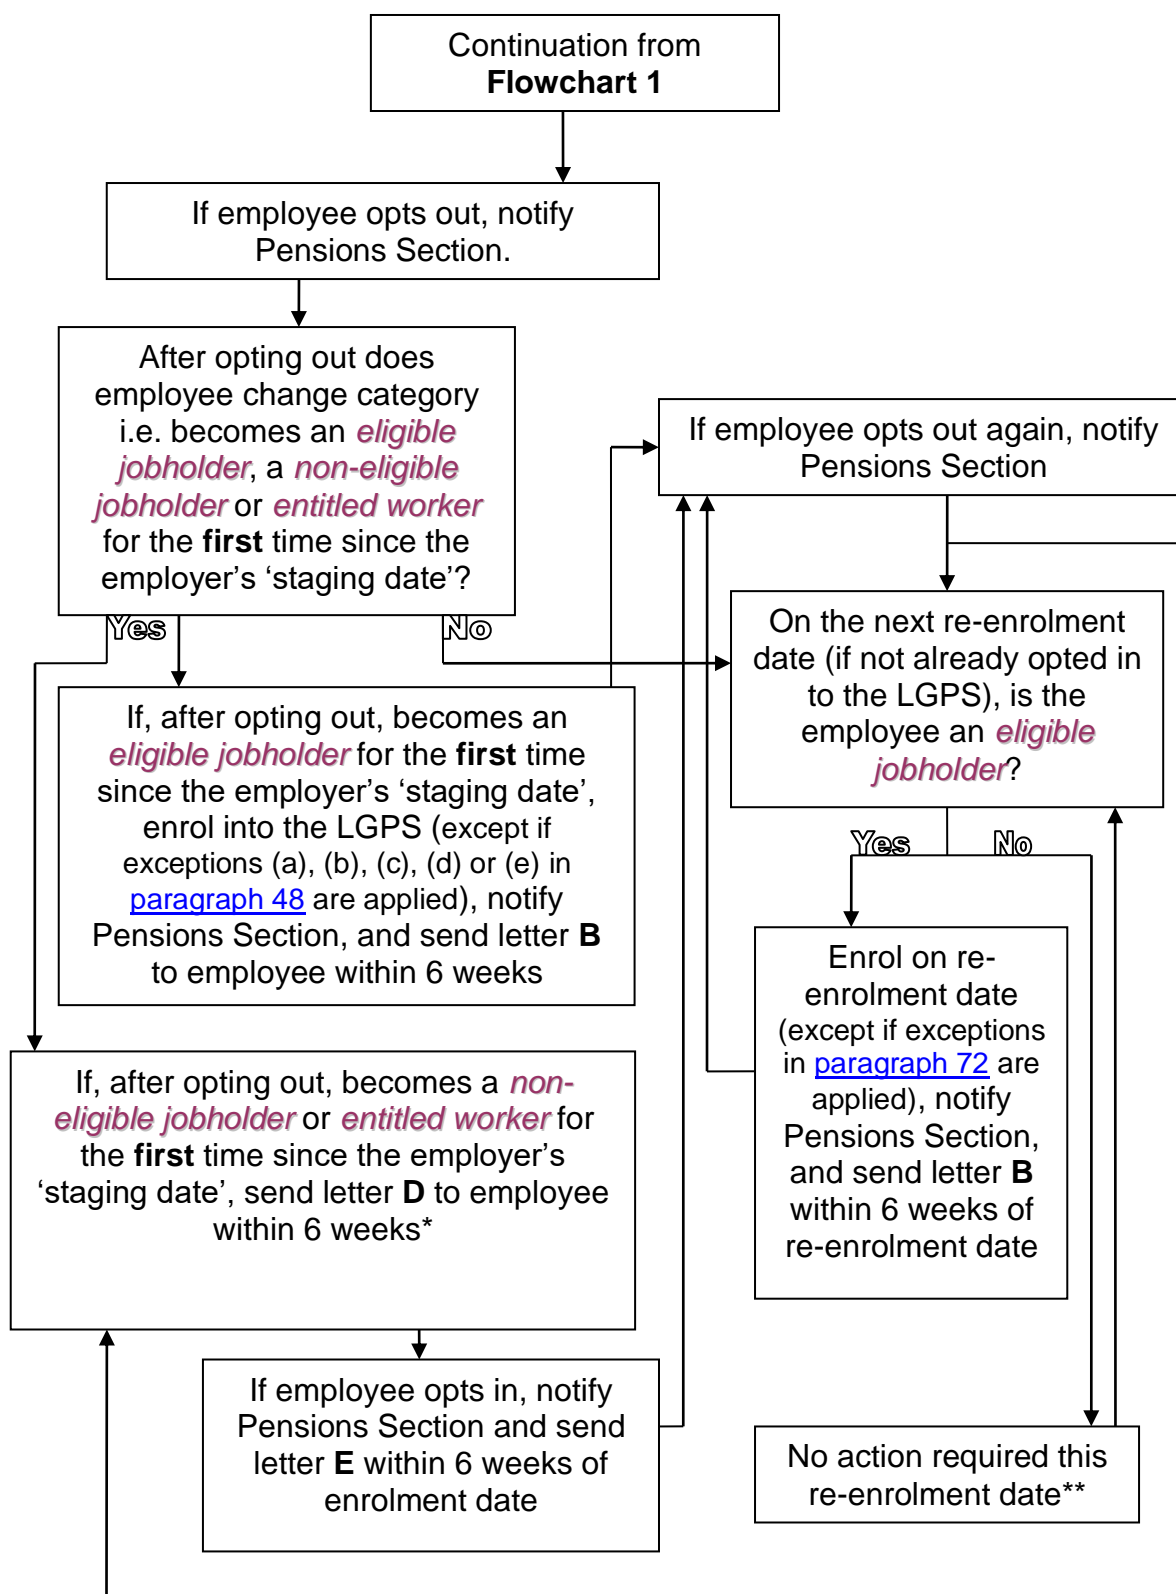 Continuation from
Flowchart 1
If employee opts out, notify
Pensions Section.
After opting out does
employee change category
i.e. becomes an eligible
jobholder, a non-eligible
jobholder or entitled worker
for the first time since the
employer's 'staging date'?
Yes
No
If, after opting out, becomes an
eligible jobholder for the first time
since the employer's 'staging date',
enrol into the LGPS (except if
exceptions (a), (b), (c), (d) or (e) in
paragraph 48 are applied), notify
Pensions Section, and send letter B
to employee within 6 weeks
If, after opting out, becomes a non-
eligible jobholder or entitled worker for
the first time since the employer's
'staging date', send letter D to employee
within 6 weeks*
If employee opts in, notify
Pensions Section and send
letter E within 6 weeks of
enrolment date
If employee opts out again, notify
Pensions Section
On the next re-enrolment
date (if not already opted in
to the LGPS), is the
employee an eligible
jobholder?
Yes
No
Enrol on re-
enrolment date
(except if exceptions
in paragraph 72 are
applied), notify
Pensions Section,
and send letter B
within 6 weeks of
re-enrolment date
No action required this
re-enrolment date**